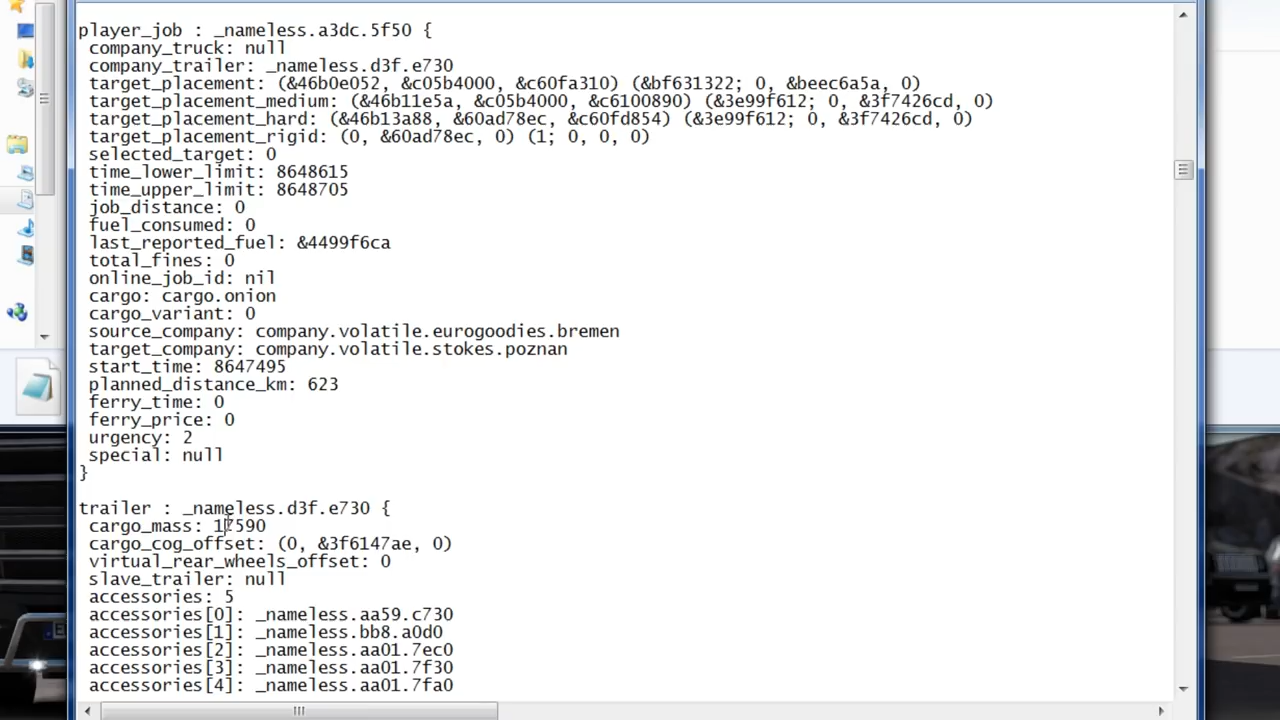 player_job : _nameless.a3dc.5f50 {
company_truck: null
company_trailer: _nameless.d3f.e730
target_placement: (&46b0e052, &c05b4000, &c60fa310) (&bf631322; 0, &beec6a5a, 0)
target_placement_medium: (&46b11e5a, &c05b4000, &c6100890) (&3e99f612; 0, &3f7426cd, 0)
target_placement_hard: (&46b13a88, &60ad78ec, &c60fd854) (&3e99f612; 0, &3f7426cd, 0)
target_placement_rigid: (0, &60ad78ec, 0) (1; 0, 0, 0)
selected_target: 0
time_lower_limit: 8648615
time_upper_limit: 8648705
job_distance: 0
fuel_consumed: 0
last_reported_fuel: &4499f6ca
total_fines: 0
online_job_id: nil
cargo: cargo.onion
cargo_variant: 0
source_company: company.volatile.eurogoodies.bremen
target_company: company.volatile.stokes.poznan
start_time: 8647495
planned_distance_km: 623
ferry_time: 0
ferry_price: 0
urgency: 2
special: null
}
trailer : _nameless.d3f.e730 {
cargo_mass: 17590
cargo_cog_offset: (0, &3f6147ae, 0)
virtual_rear_wheels_offset: 0
slave_trailer: null
accessories: 5
accessories[0]: _nameless.aa59.c730
accessories[1]: _nameless.bb8.a0d0
accessories[2]: _nameless.aa01.7ec0
accessories[3]: _nameless.aa01.7f30
accessories[4]: _nameless.aa01.7fa0